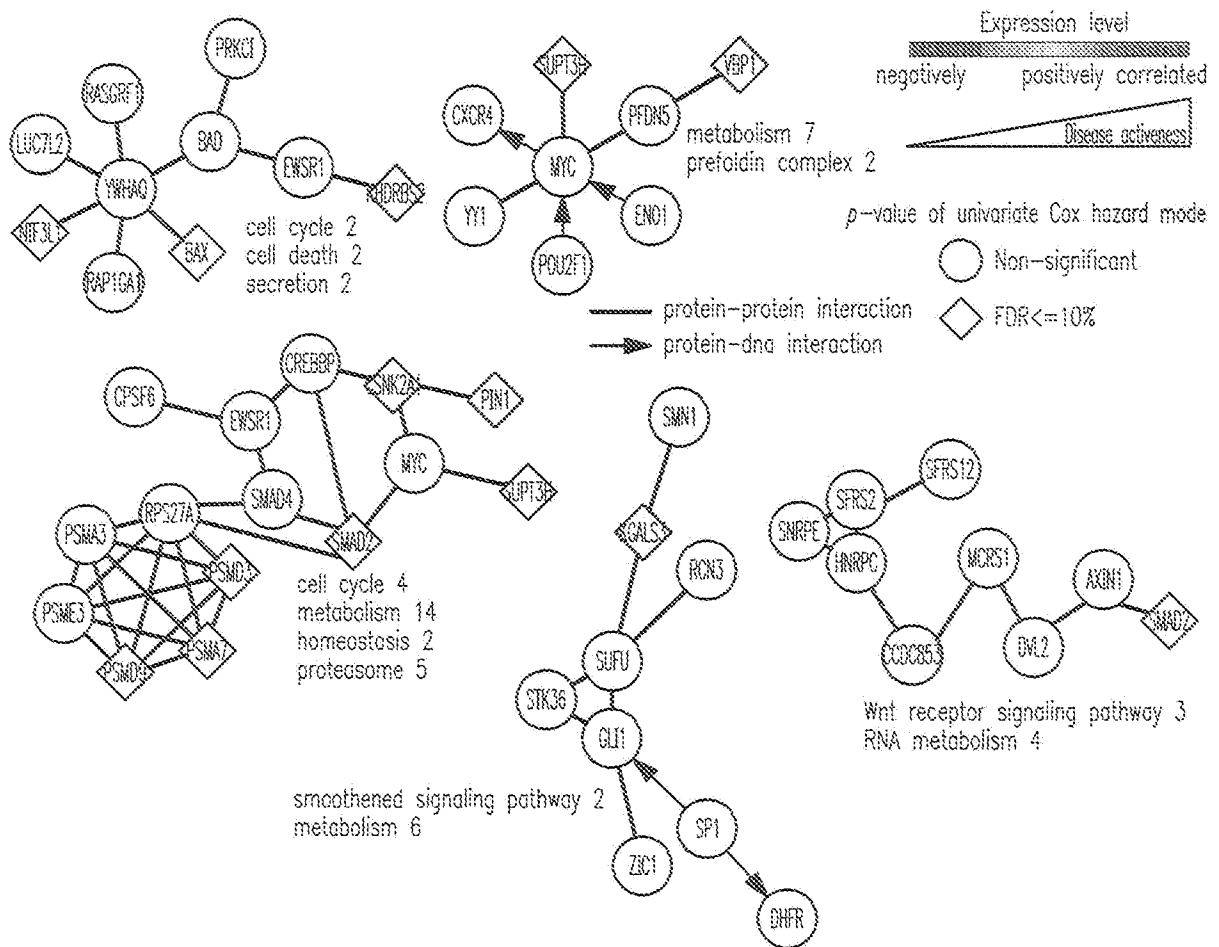 PRKCI
RASGRF1
LUC7L2
BAD
YWHAQ
EWSR1
KHDRBS2
NIF3L1
BAX
RAP1GA1
cell cycle 2
cell death 2
secretion 2
SUPT3H
VBP1
CXCR4
PFDN5
MYC
YY1
ENO1
POU2F1
metabolism 7
prefoldin complex 2
Expression level
negatively positively correlated
Disease activeness
p-value of univariate Cox hazard model
Non-significant
FDR<=10%
protein-protein interaction
protein-dna interaction
CREBBP
CPSF6
CSNK2A1
PIN1
EWSR1
MYC
SUPT3H
SMAD4
RPS27A
SMAD2
PSMA3
PSMD3
PSME3
PSMA7
PSMD9
cell cycle 4
metabolism 14
homeostasis 2
proteasome 5
SMN1
LGALS3
RCN3
SUFU
STK36
GLI1
SP1
ZIC1
DHFR
smoothened signaling pathway 2
metabolism 6
SFRS12
SFRS2
SNRPE
HNRPC
MCRS1
AXIN1
SMAD2
DVL2
CCDC85B
Wnt receptor signaling pathway 3
RNA metabolism 4